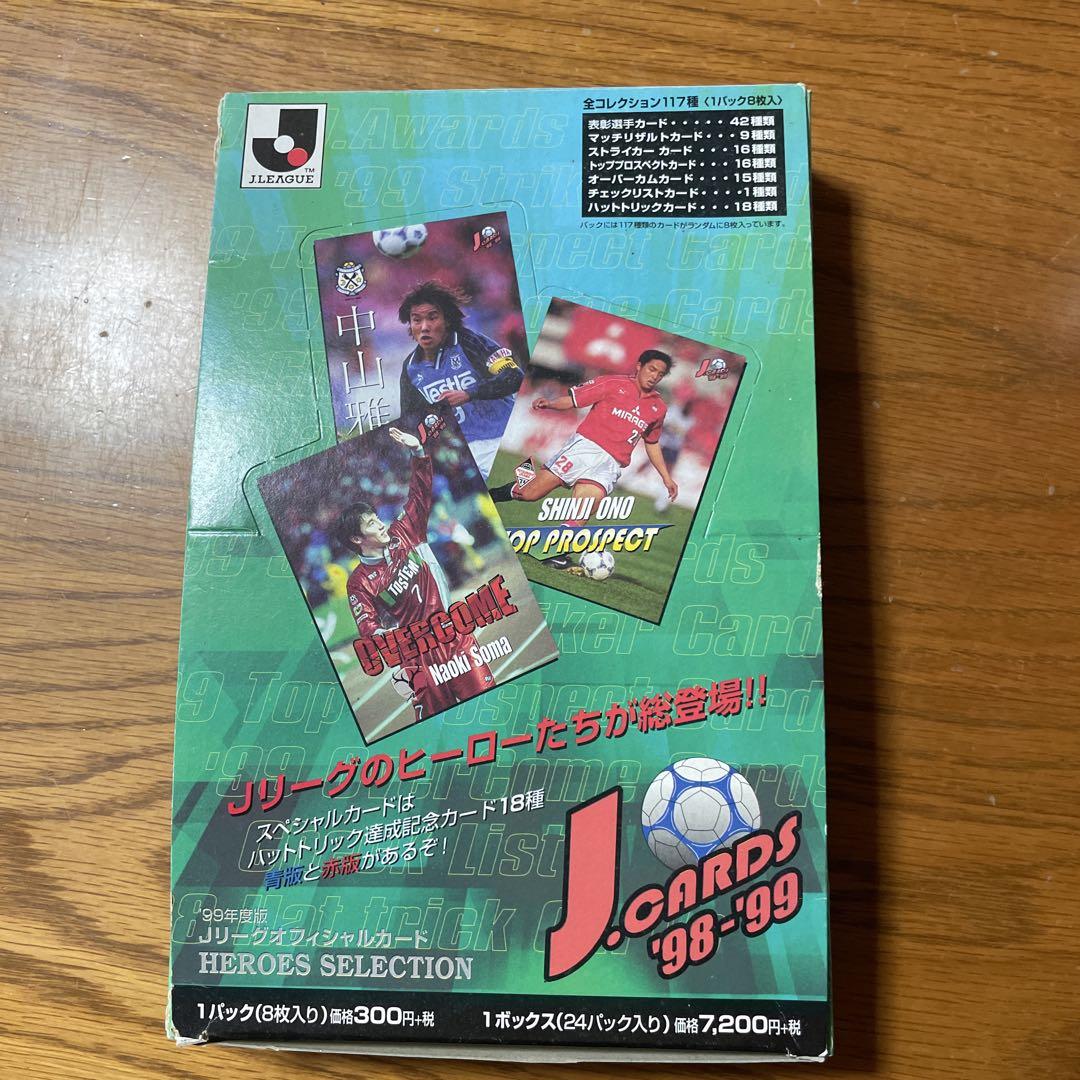 J.LEAGUE
TM
全コレクション117種〈1パック8枚入〉
表彰選手カード・・・・・42種類
マッチリザルトカード・・・9種類
ストライカー カード・・・16種類
トッププロスペクトカード・・・16種類
オーバーカムカード・・・15種類
チェックリストカード・・・・1種類
ハットトリックカード・・・18種類
パックには117種類のカードがランダムに8枚入っています。
.Awards
'99 Striker Card
中山雅
Nestle
MIRAGE
28
28
SHINJI ONO
TOP PROSPECT
TOSTEM
7
OVERCOME
Naoki Soma
Jリーグのヒーローたちが総登場!!
スペシャルカードは
ハットトリック達成記念カード18種
青版と赤版があるぞ!
J.CARDS
'98-'99
'99年度版
Jリーグオフィシャルカード
HEROES SELECTION
1パック(8枚入り)価格300円+税
1ボックス(24パック入り)価格7,200円+税